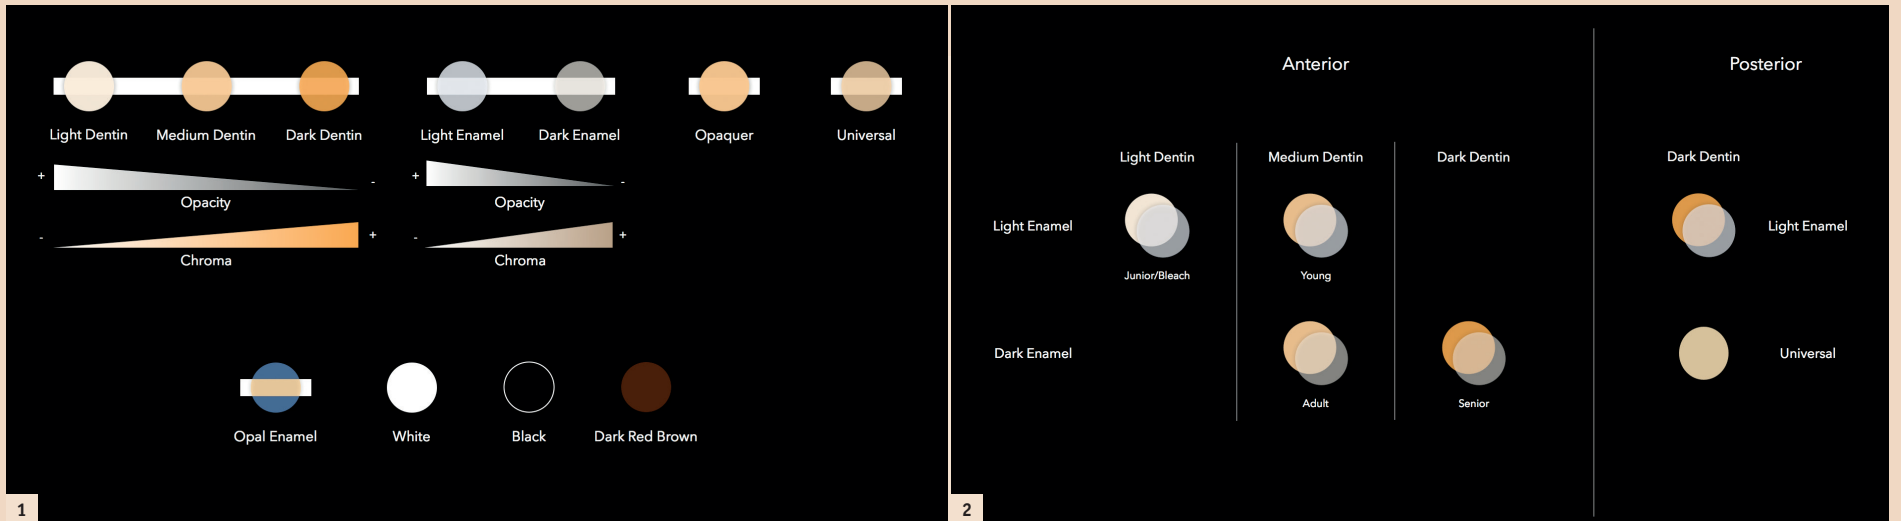 Light Dentin
Medium Dentin
Dark Dentin
Light Enamel
Dark Enamel
Opaquer
Universal
+
-
Opacity
+
-
Opacity
-
+
Chroma
-
+
Chroma
Opal Enamel
White
Black
Dark Red Brown
1
Anterior
Posterior
Light Dentin
Medium Dentin
Dark Dentin
Dark Dentin
Light Enamel
Light Enamel
Junior/Bleach
Young
Dark Enamel
Universal
Adult
Senior
2